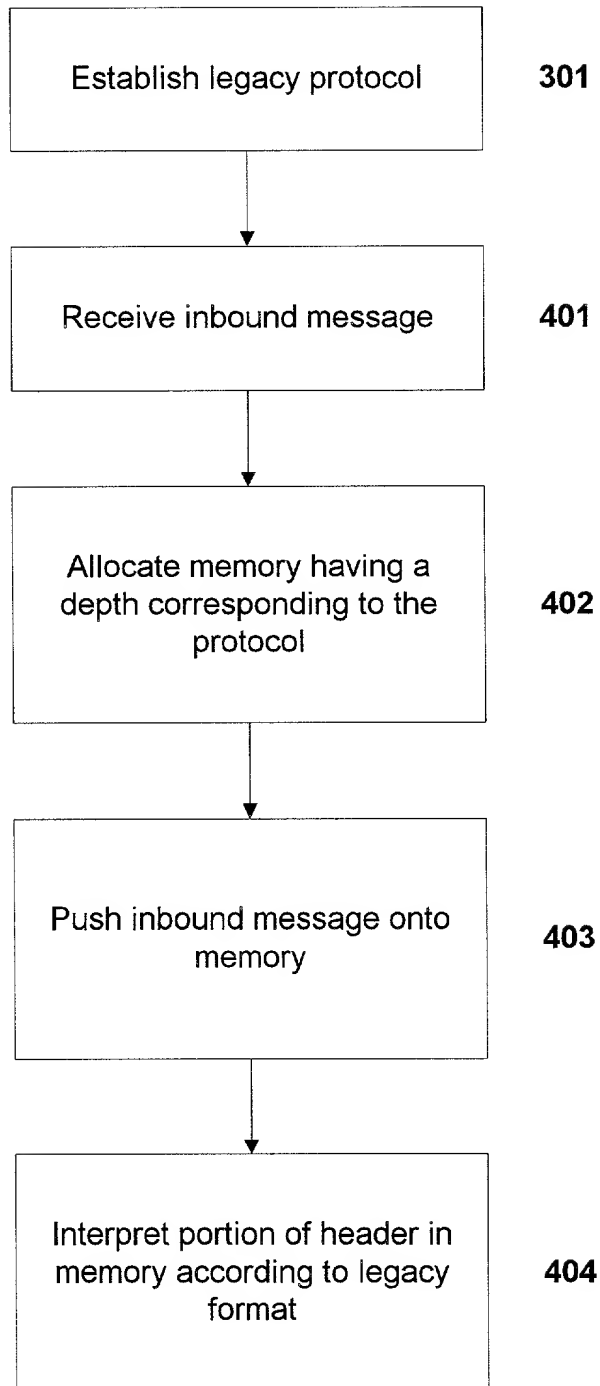 Establish legacy protocol
301
Receive inbound message
401
Allocate memory having a
depth corresponding to the
protocol
402
Push inbound message onto
memory
403
Interpret portion of header in
memory according to legacy
format
404